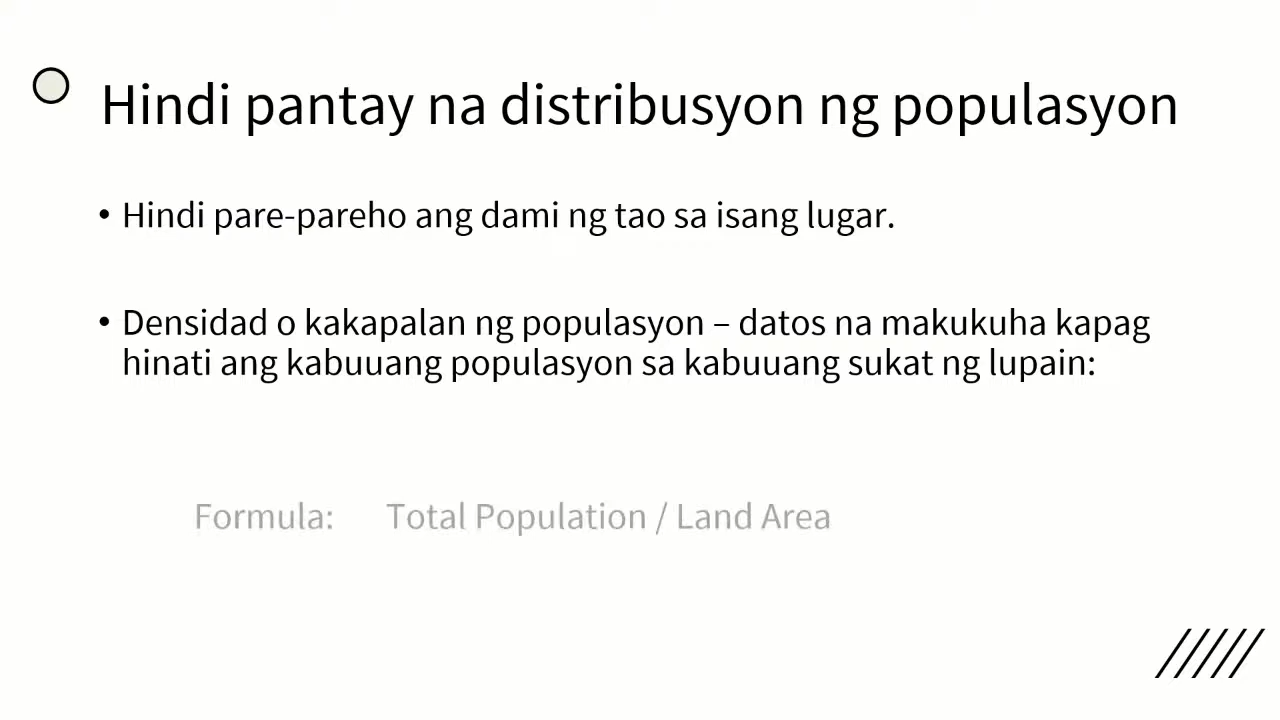 Hindi pantay na distribusyon ng populasyon
• Hindi pare-pareho ang dami ng tao sa isang lugar.
• Densidad o kakapalan ng populasyon – datos na makukuha kapag
hinati ang kabuuang populasyon sa kabuuang sukat ng lupain:
Formula: Total Population / Land Area